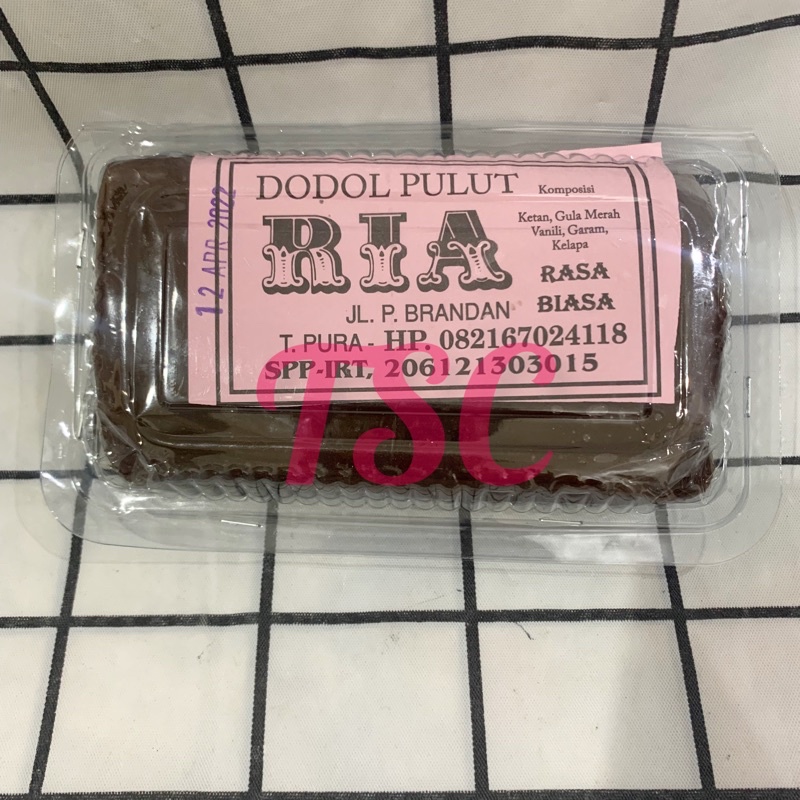 DODOL PULUT
RIA
JL. P. BRANDAN
T. PURA - HP. 082167024118
SPP-IRT, 206121303015
Komposisi
Ketan, Gula Merah
Vanili, Garam,
Kelapa
RASA
BIASA
12 APR 2022
TSC